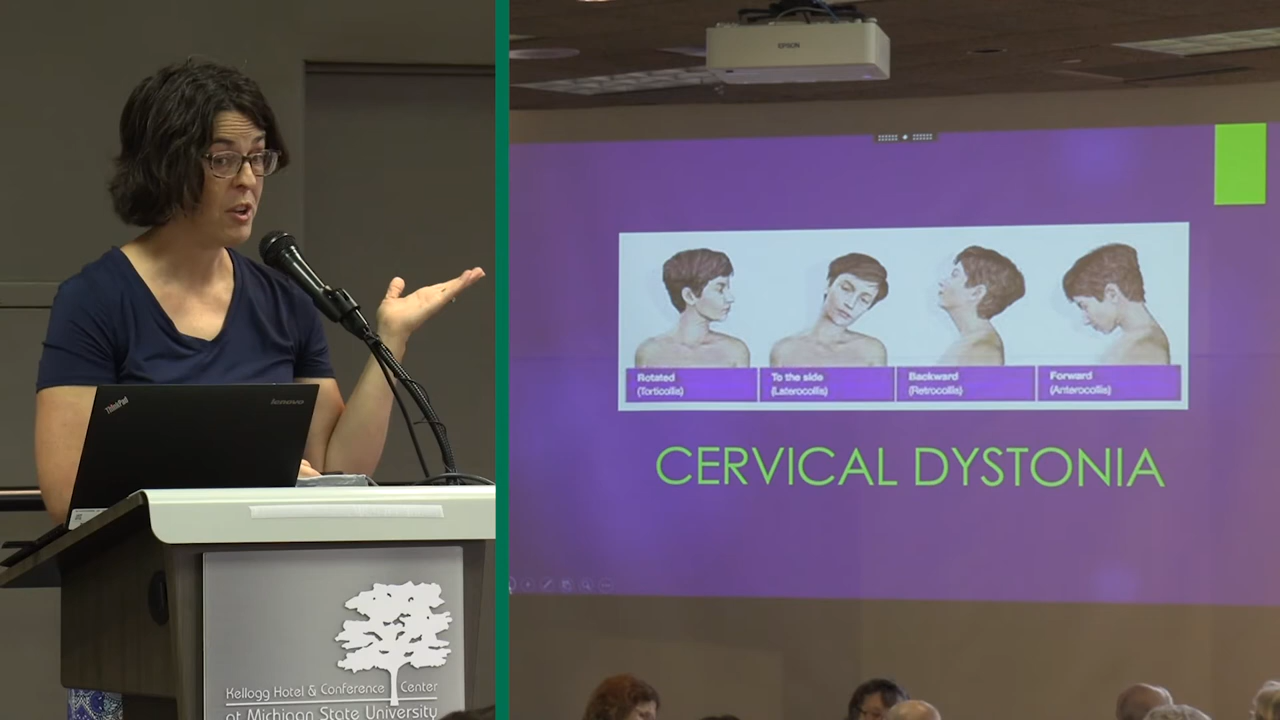 ThinkPad
lenovo
Kellogg Hotel & Conference Center
at Michigan State University
EPSON
Rotated
(Torticollis)
To the side
(Laterocollis)
Backward
(Retrocollis)
Forward
(Anterocollis)
CERVICAL DYSTONIA